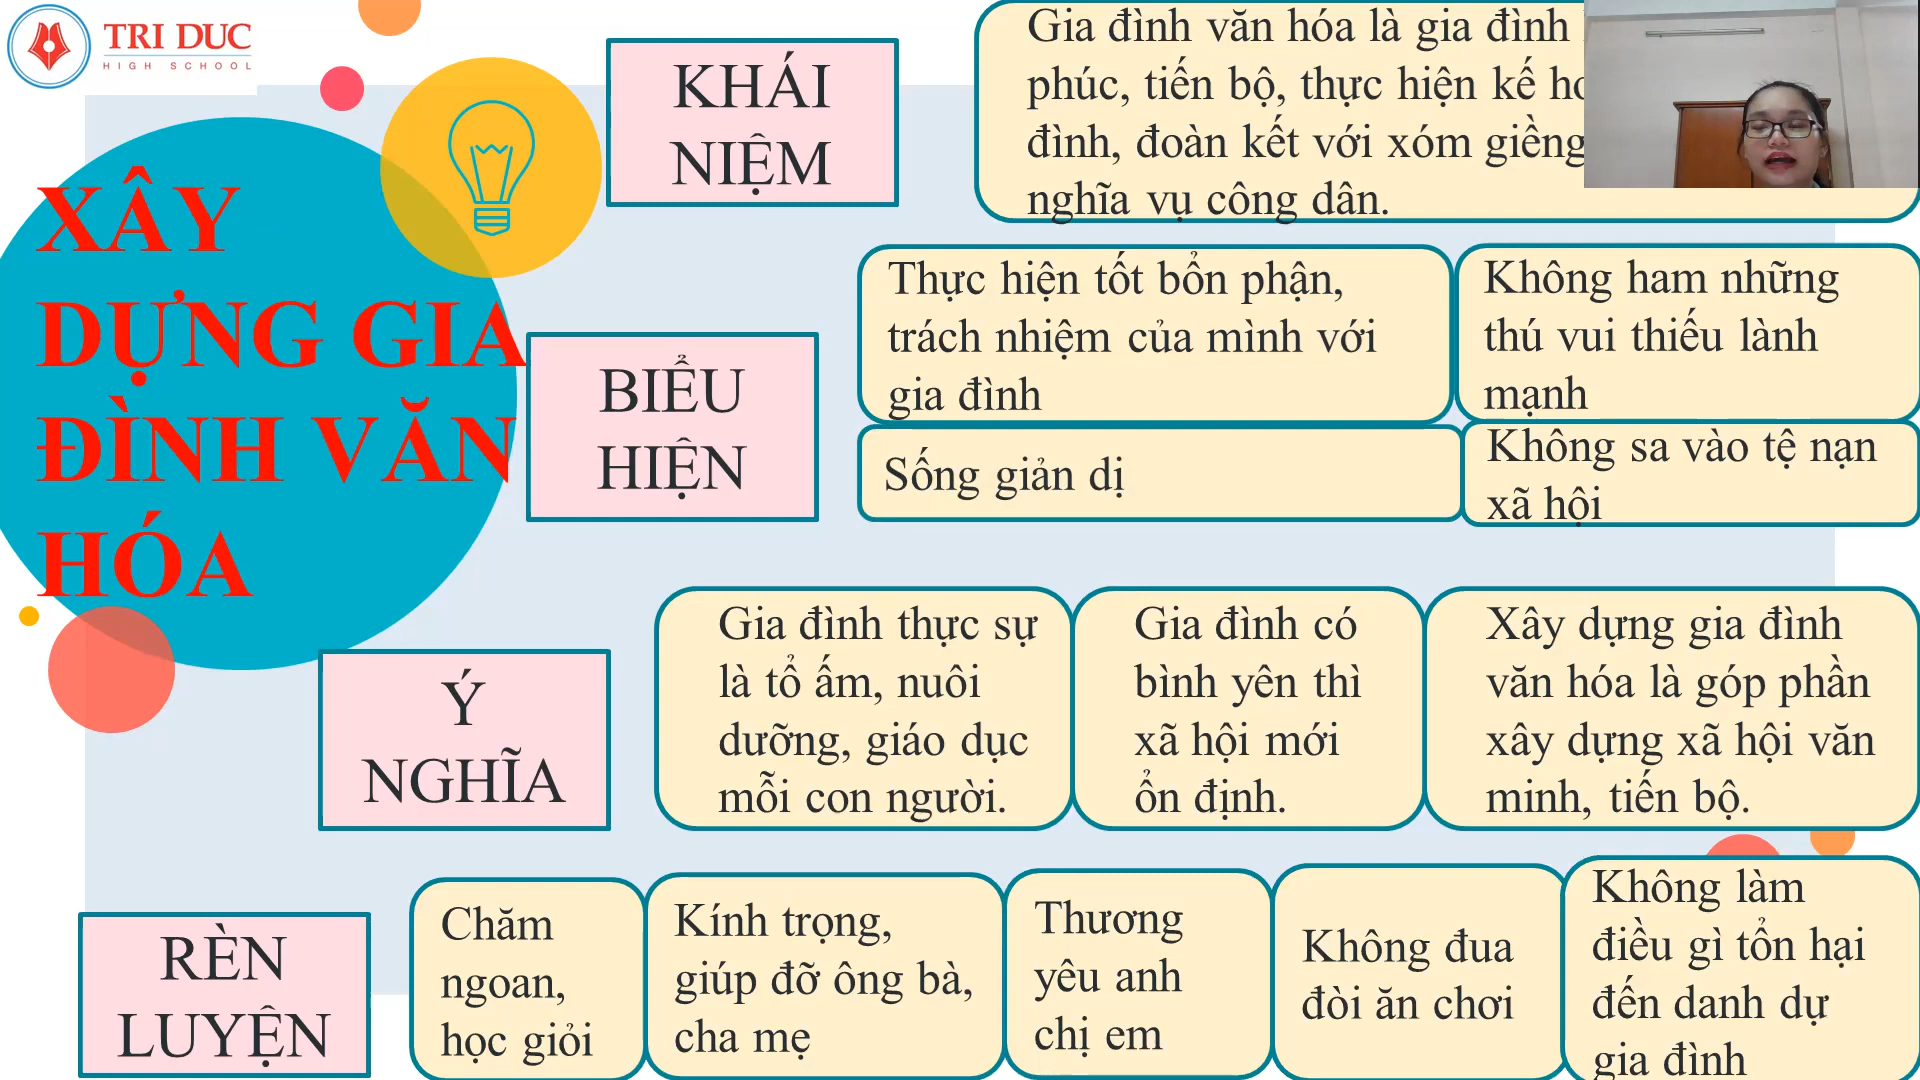 TRI DUC
HIGH SCHOOL
XÂY
DỰNG GIA
ĐÌNH VĂN
HÓA
KHÁI
NIỆM
Gia đình văn hóa là gia đình
phúc, tiến bộ, thực hiện kế
đình, đoàn kết với xóm giềng
nghĩa vụ công dân.
BIỂU
HIỆN
Thực hiện tốt bổn phận,
trách nhiệm của mình với
gia đình
Không ham những
thú vui thiếu lành
mạnh
Sống giản dị
Không sa vào tệ nạn
xã hội
Ý
NGHĨA
Gia đình thực sự
là tổ ấm, nuôi
dưỡng, giáo dục
mỗi con người.
Gia đình có
bình yên thì
xã hội mới
ổn định.
Xây dựng gia đình
văn hóa là góp phần
xây dựng xã hội văn
minh, tiến bộ.
RÈN
LUYỆN
Chăm
ngoan,
học giỏi
Kính trọng,
giúp đỡ ông bà,
cha mẹ
Thương
yêu anh
chị em
Không đua
đòi ăn chơi
Không làm
điều gì tổn hại
đến danh dự
gia đình